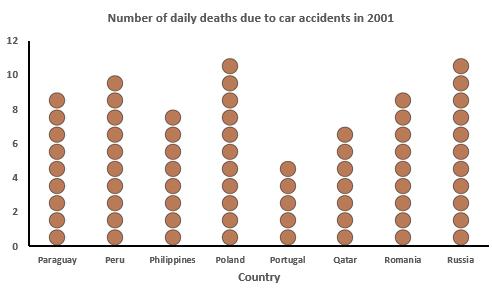 Number of daily deaths due to car accidents in 2001
12
10
8
6
4
2
0
Paraguay Peru Philippines Poland Portugal Qatar Romania Russia
Country